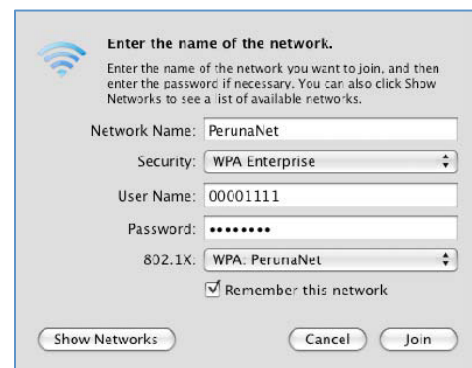 Enter the name of the network.
Enter the name of the network you want to join, and then
enter the password if necessary. You can also click Show
Networks to see a list of available networks.
Network Name: PerunaNet
Security: WPA Enterprise
User Name: 00001111
Password: ••••••••
802.1X: WPA: PerunaNet
Remember this network
Show Networks Cancel Join